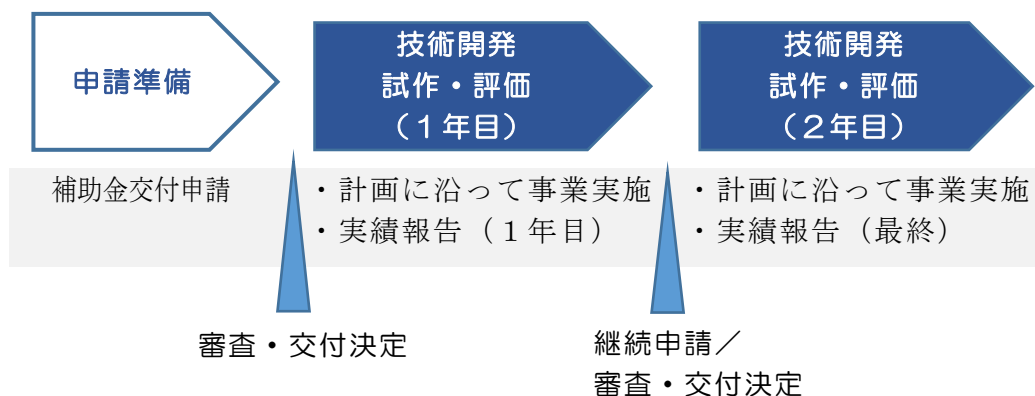 申請準備
技術開発
試作・評価
（１年目）
技術開発
試作・評価
（２年目）
補助金交付申請
・計画に沿って事業実施
・実績報告（１年目）
・計画に沿って事業実施
・実績報告（最終）
審査・交付決定
継続申請／
審査・交付決定